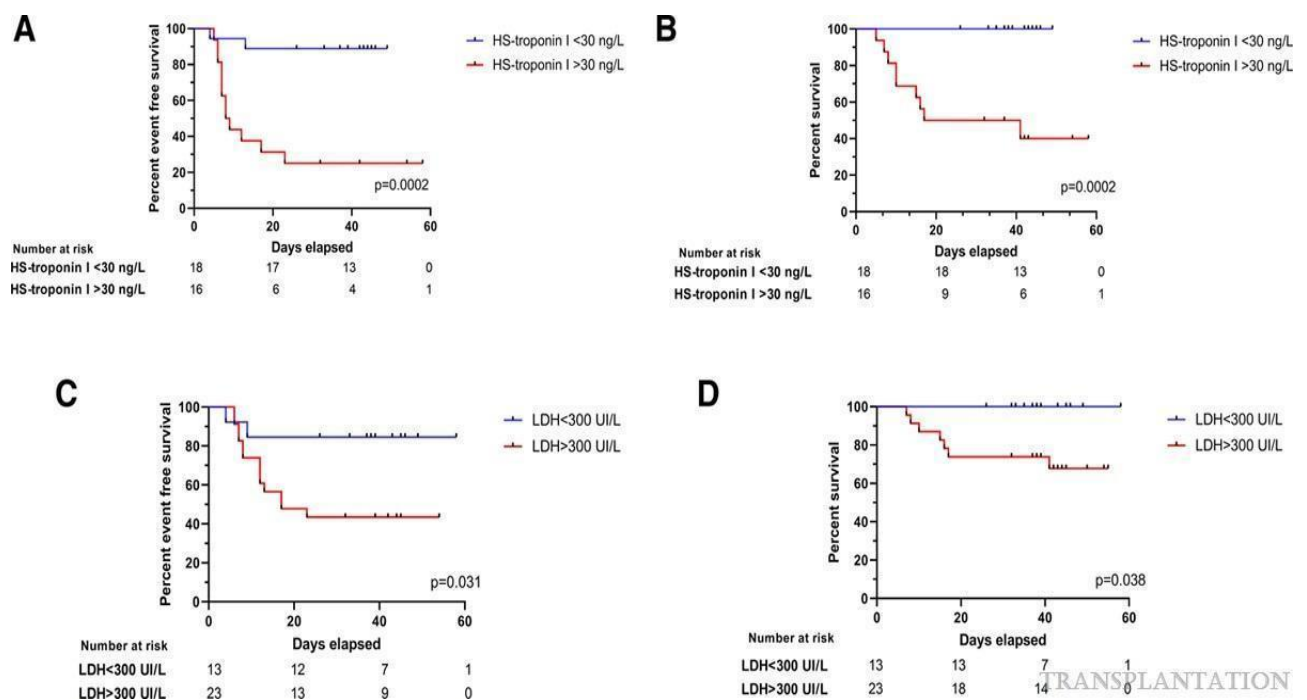 A
Percent event free survival
100
80
60
40
20
0
0 20 40 60
Days elapsed
HS-troponin I <30 ng/L
HS-troponin I >30 ng/L
p=0.0002
Number at risk
HS-troponin I <30 ng/L 18 17 13 0
HS-troponin I >30 ng/L 16 6 4 1
B
Percent survival
100
80
60
40
20
0
0 20 40 60
Days elapsed
HS-troponin I <30 ng/L
HS-troponin I >30 ng/L
p=0.0002
Number at risk
HS-troponin I <30 ng/L 18 18 13 0
HS-troponin I >30 ng/L 16 9 6 1
C
Percent event free survival
100
80
60
40
20
0
0 20 40 60
Days elapsed
LDH<300 UI/L
LDH>300 UI/L
p=0.031
Number at risk
LDH<300 UI/L 13 12 7 1
LDH>300 UI/L 23 13 9 0
D
Percent survival
100
80
60
40
20
0
0 20 40 60
Days elapsed
LDH<300 UI/L
LDH>300 UI/L
p=0.038
Number at risk
LDH<300 UI/L 13 13 7 1
LDH>300 UI/L 23 18 14 0
TRANSPLANTATION